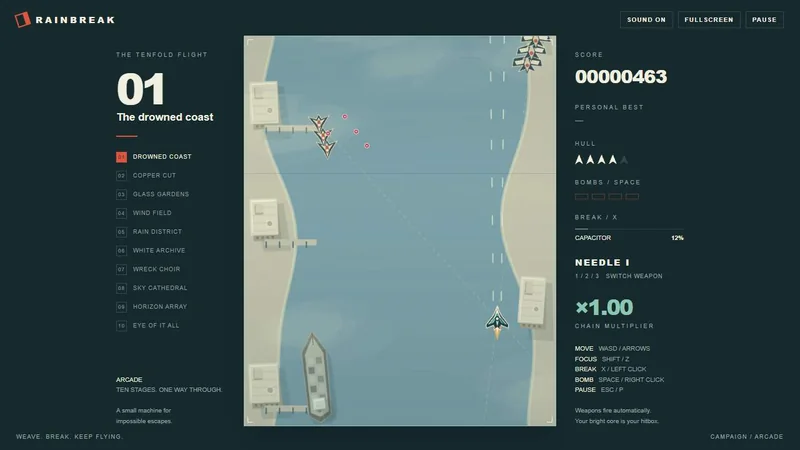 RAINBREAK
SOUND ON
FULLSCREEN
PAUSE
THE TENFOLD FLIGHT
01
The drowned coast
01 DROWNED COAST
02 COPPER CUT
03 GLASS GARDENS
04 WIND FIELD
05 RAIN DISTRICT
06 WHITE ARCHIVE
07 WRECK CHOIR
08 SKY CATHEDRAL
09 HORIZON ARRAY
10 EYE OF IT ALL
ARCADE
TEN STAGES. ONE WAY THROUGH.
A small machine for
impossible escapes.
WEAVE. BREAK. KEEP FLYING.
SCORE
00000463
PERSONAL BEST
—
HULL
BOMBS / SPACE
BREAK / X
CAPACITOR 12%
NEEDLE I
1 / 2 / 3 SWITCH WEAPON
×1.00
CHAIN MULTIPLIER
MOVE WASD / ARROWS
FOCUS SHIFT / Z
BREAK X / LEFT CLICK
BOMB SPACE / RIGHT CLICK
PAUSE ESC / P
Weapons fire automatically.
Your bright core is your hitbox.
CAMPAIGN / ARCADE